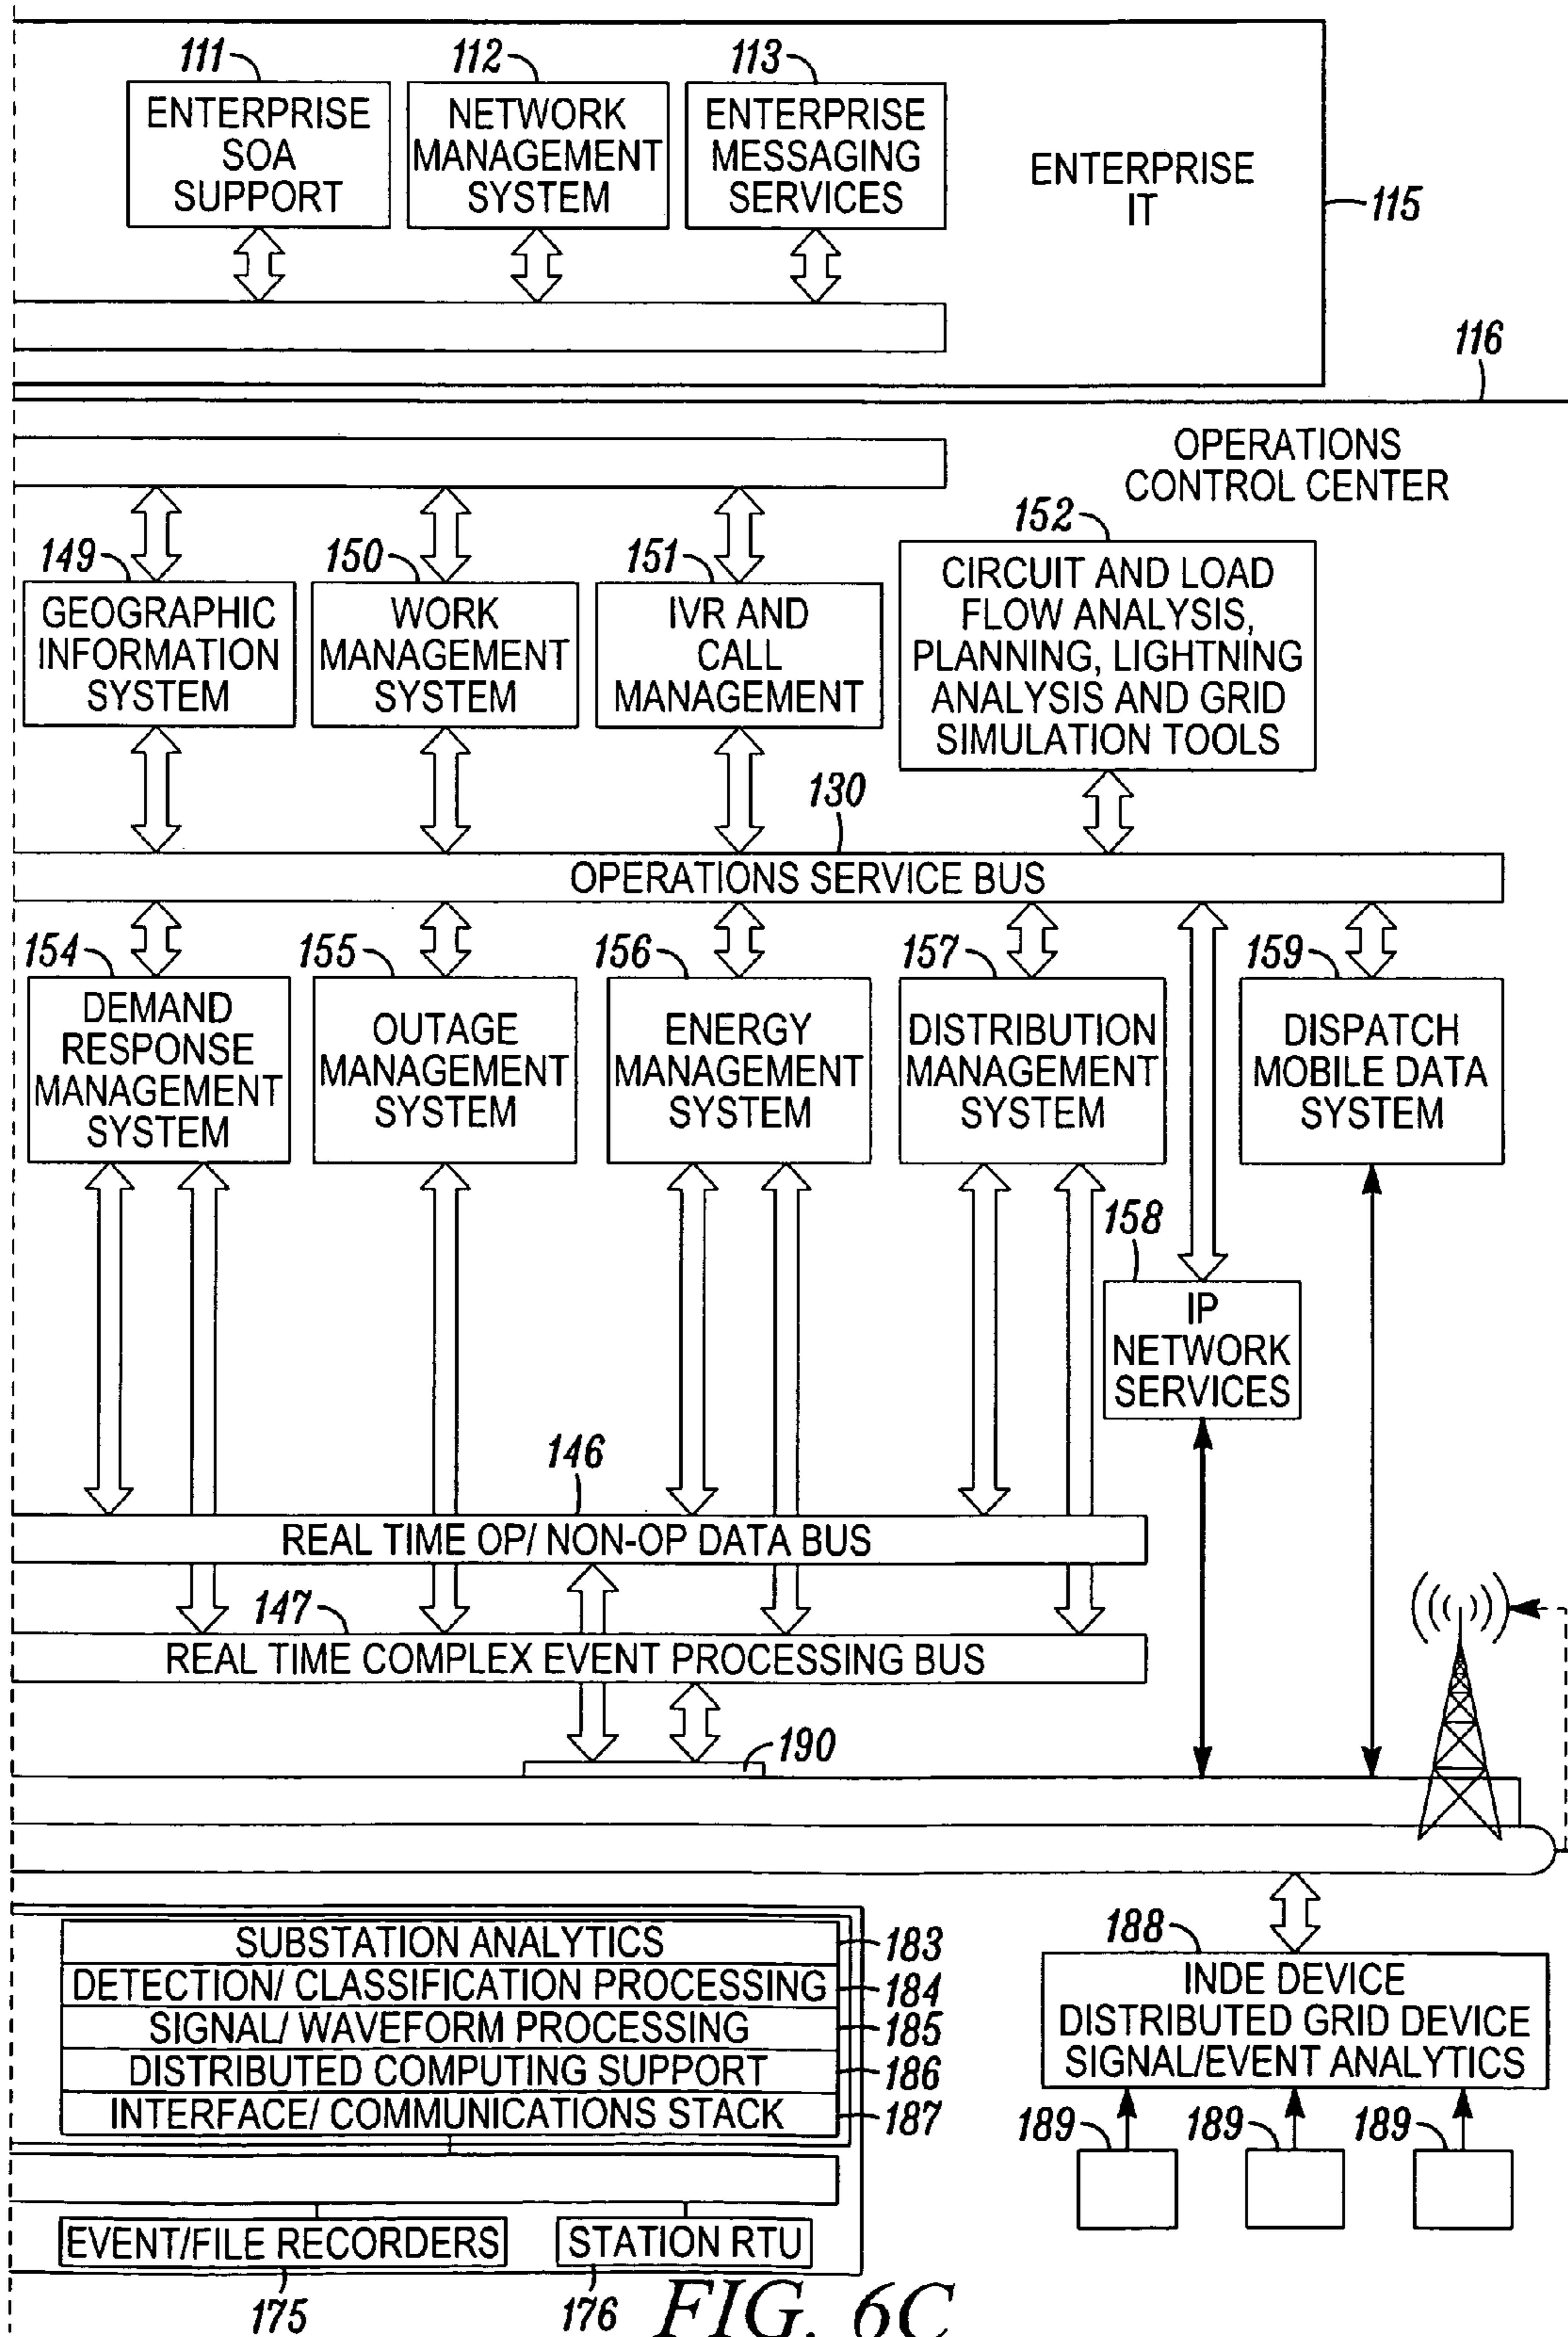 111
112
113
ENTERPRISE
SOA
SUPPORT
NETWORK
MANAGEMENT
SYSTEM
ENTERPRISE
MESSAGING
SERVICES
ENTERPRISE
IT
115
116
OPERATIONS
CONTROL CENTER
149
150
151
152
GEOGRAPHIC
INFORMATION
SYSTEM
WORK
MANAGEMENT
SYSTEM
IVR AND
CALL
MANAGEMENT
CIRCUIT AND LOAD
FLOW ANALYSIS,
PLANNING, LIGHTNING
ANALYSIS AND GRID
SIMULATION TOOLS
130
OPERATIONS SERVICE BUS
154
155
156
157
159
DEMAND
RESPONSE
MANAGEMENT
SYSTEM
OUTAGE
MANAGEMENT
SYSTEM
ENERGY
MANAGEMENT
SYSTEM
DISTRIBUTION
MANAGEMENT
SYSTEM
DISPATCH
MOBILE DATA
SYSTEM
158
IP
NETWORK
SERVICES
146
REAL TIME OP/ NON-OP DATA BUS
147
REAL TIME COMPLEX EVENT PROCESSING BUS
190
SUBSTATION ANALYTICS
183
DETECTION/ CLASSIFICATION PROCESSING
184
SIGNAL/ WAVEFORM PROCESSING
185
DISTRIBUTED COMPUTING SUPPORT
186
INTERFACE/ COMMUNICATIONS STACK
187
188
INDE DEVICE
DISTRIBUTED GRID DEVICE
SIGNAL/EVENT ANALYTICS
189
189
189
EVENT/FILE RECORDERS
STATION RTU
175
176
FIG. 6C